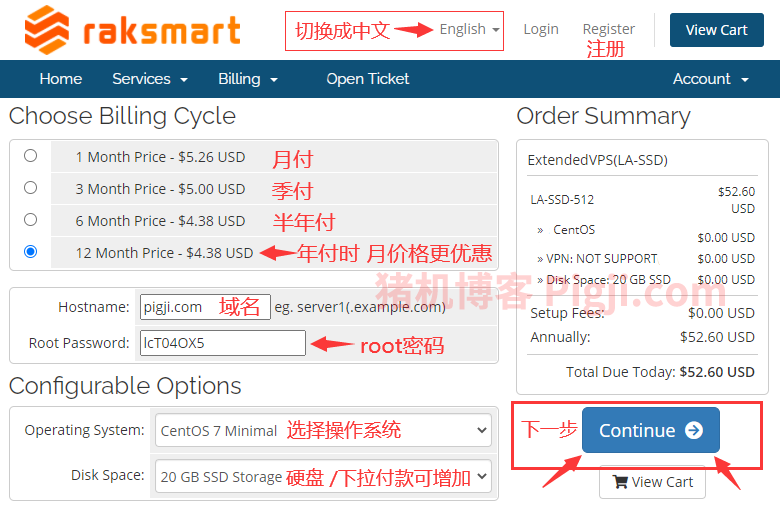 raksmart 切换成中文 English Login Register 注册 View Cart
Home Services Billing Open Ticket Account
Choose Billing Cycle
1 Month Price - $5.26 USD 月付
3 Month Price - $5.00 USD 季付
6 Month Price - $4.38 USD 半年付
12 Month Price - $4.38 USD 年付时 月价格更优惠
Hostname: pigji.com 域名 eg. server1(.example.com)
Root Password: lcT04OX5 root密码
Configurable Options
Operating System: CentOS 7 Minimal 选择操作系统
Disk Space: 20 GB SSD Storage 硬盘 /下拉付款可增加
Order Summary
ExtendedVPS(LA-SSD)
LA-SSD-512 $52.60
USD
» CentOS
$0.00 USD
» VPN: NOT SUPPORT $0.00 USD
» Disk Space: 20 GB SSD $0.00 USD
猪机博客 Pigji.com
Setup Fees: $0.00 USD
Annually: $52.60 USD
Total Due Today: $52.60 USD
下一步 Continue
View Cart